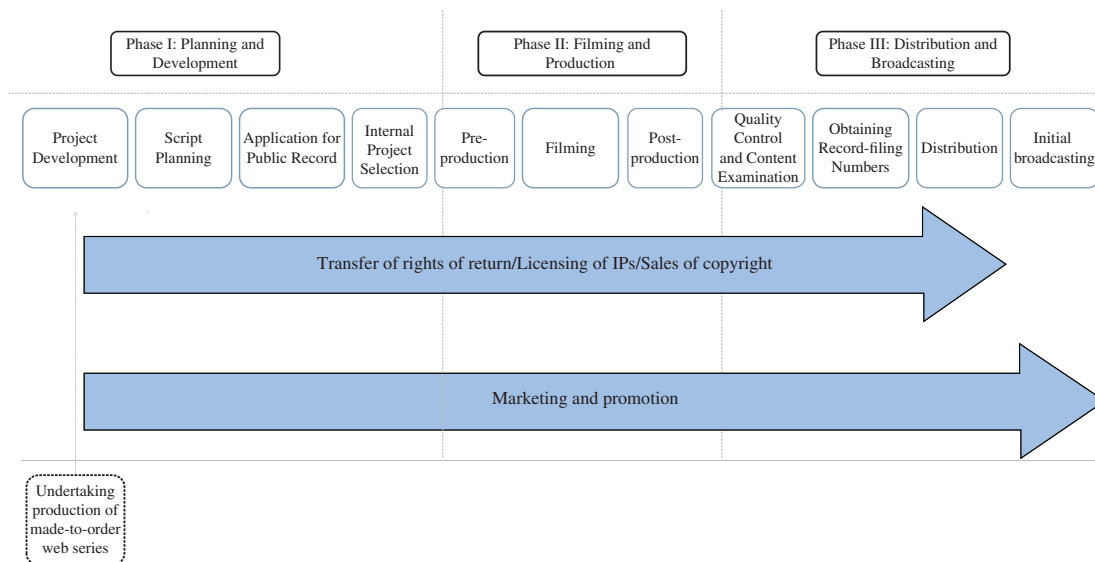 Phase I: Planning and
Development
Phase II: Filming and
Production
Phase III: Distribution and
Broadcasting
Project
Development
Script
Planning
Application for
Public Record
Internal
Project
Selection
Pre-
production
Filming
Post-
production
Quality
Control
and Content
Examination
Obtaining
Record-filing
Numbers
Distribution
Initial
broadcasting
Transfer of rights of return/Licensing of IPs/Sales of copyright
Marketing and promotion
Undertaking
production of
made-to-order
web series